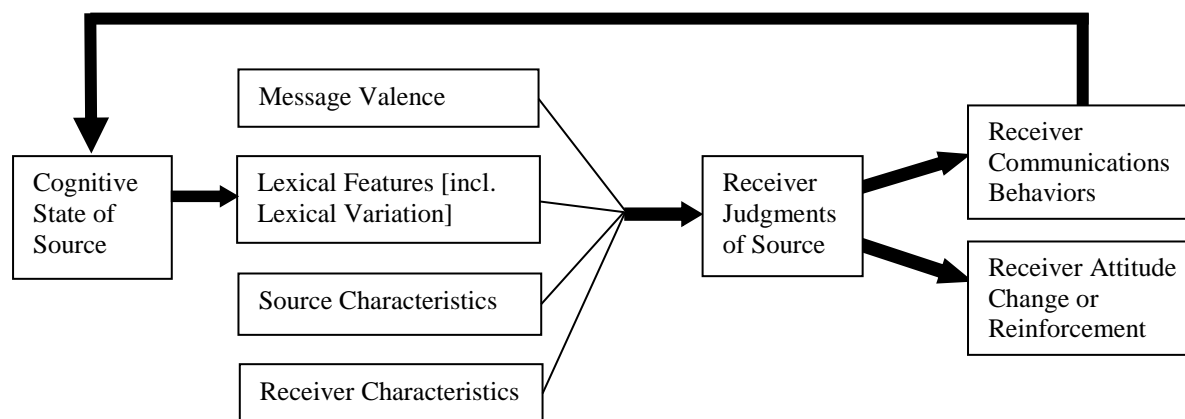 Message Valence
Cognitive
State of
Source
Lexical Features [incl.
Lexical Variation]
Source Characteristics
Receiver Characteristics
Receiver
Judgments
of Source
Receiver
Communications
Behaviors
Receiver Attitude
Change or
Reinforcement